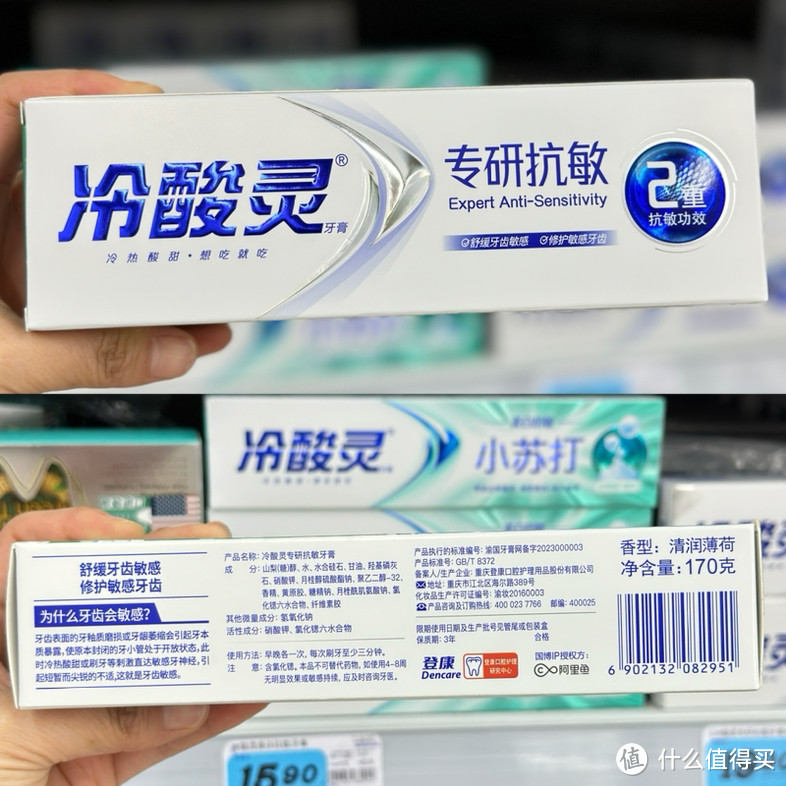 冷酸灵®
牙膏
冷热酸甜·想吃就吃
专研抗敏
Expert Anti-Sensitivity
舒缓牙齿敏感 修护敏感牙齿
2重
抗敏功效
冷酸灵
小苏打
舒缓牙齿敏感
修护敏感牙齿
为什么牙齿会敏感?
牙齿表面的牙釉质磨损或牙龈萎缩会引起牙本
质暴露,使原本封闭的牙小管处于开放状态,此
时冷热酸甜或刷牙等刺激直达敏感牙神经,引
起短暂而尖锐的不适,这就是牙齿敏感。
产品名称: 冷酸灵专研抗敏牙膏
成 分: 山梨(糖)醇、水、水合硅石、甘油、羟基磷灰
石、硝酸钾、月桂醇硫酸酯钠、聚乙二醇-32、
香精、黄原胶、糖精钠、月桂酰肌氨酸钠、氯
化锶六水合物、纤维素胶
其他微量成分: 氢氧化钠
活性成分: 硝酸钾、氯化锶六水合物
使用方法: 早晚各一次, 每次刷牙至少三分钟。
注 意: 含氯化锶。本品不可替代药物, 如使用4-8周
无明显效果或敏感持续, 应及时咨询牙医。
产品执行的标准编号: 渝国牙膏网备字2023000003
产品标准号: GB/T 8372
备案人/生产企业: 重庆登康口腔护理用品股份有限公司
地址: 重庆市江北区海尔路389号
化妆品生产许可证编号: 渝妆20160003
产品咨询及订购热线: 400 023 7766 邮编: 400025
限期使用日期及生产批号见管尾或包装盒
保质期: 3年 合格
登康
Dencare
登康口腔护理
研究中心
国博IP授权方:
阿里鱼
香型: 清润薄荷
净含量: 170克
6 902132 082951
15.90
值 什么值得买